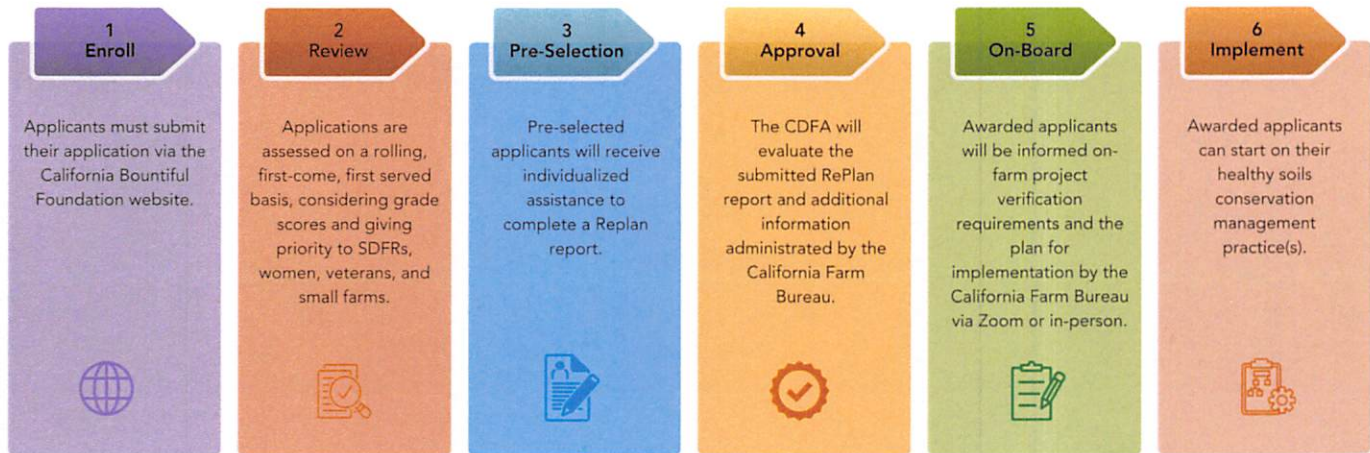 1
Enroll
Applicants must submit
their application via the
California Bountiful
Foundation website.
2
Review
Applications are
assessed on a rolling,
first-come, first served
basis, considering grade
scores and giving
priority to SDFRs,
women, veterans, and
small farms.
3
Pre-Selection
Pre-selected
applicants will receive
individualized
assistance to
complete a Replan
report.
4
Approval
The CDFA will
evaluate the
submitted RePlan
report and additional
information
administrated by the
California Farm
Bureau.
5
On-Board
Awarded applicants
will be informed on-
farm project
verification
requirements and the
plan for
implementation by the
California Farm Bureau
via Zoom or in-person.
6
Implement
Awarded applicants
can start on their
healthy soils
conservation
management
practice(s).